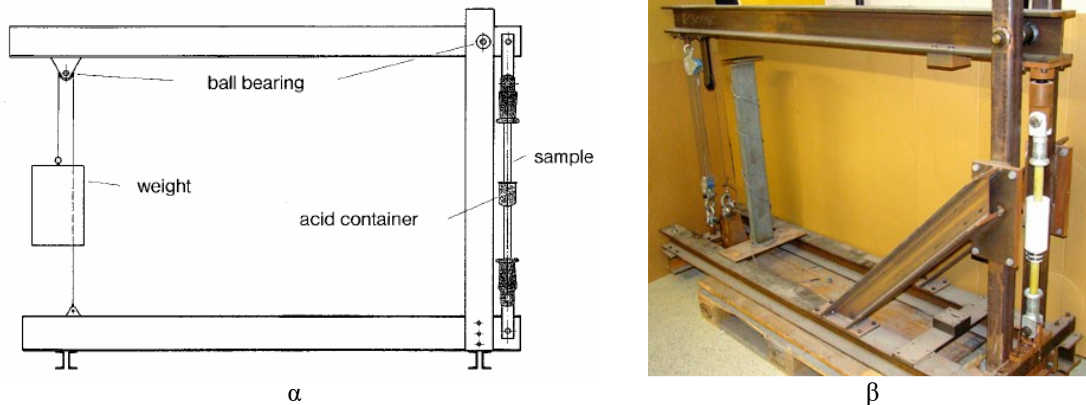 ball bearing
sample
weight
acid container
α
β